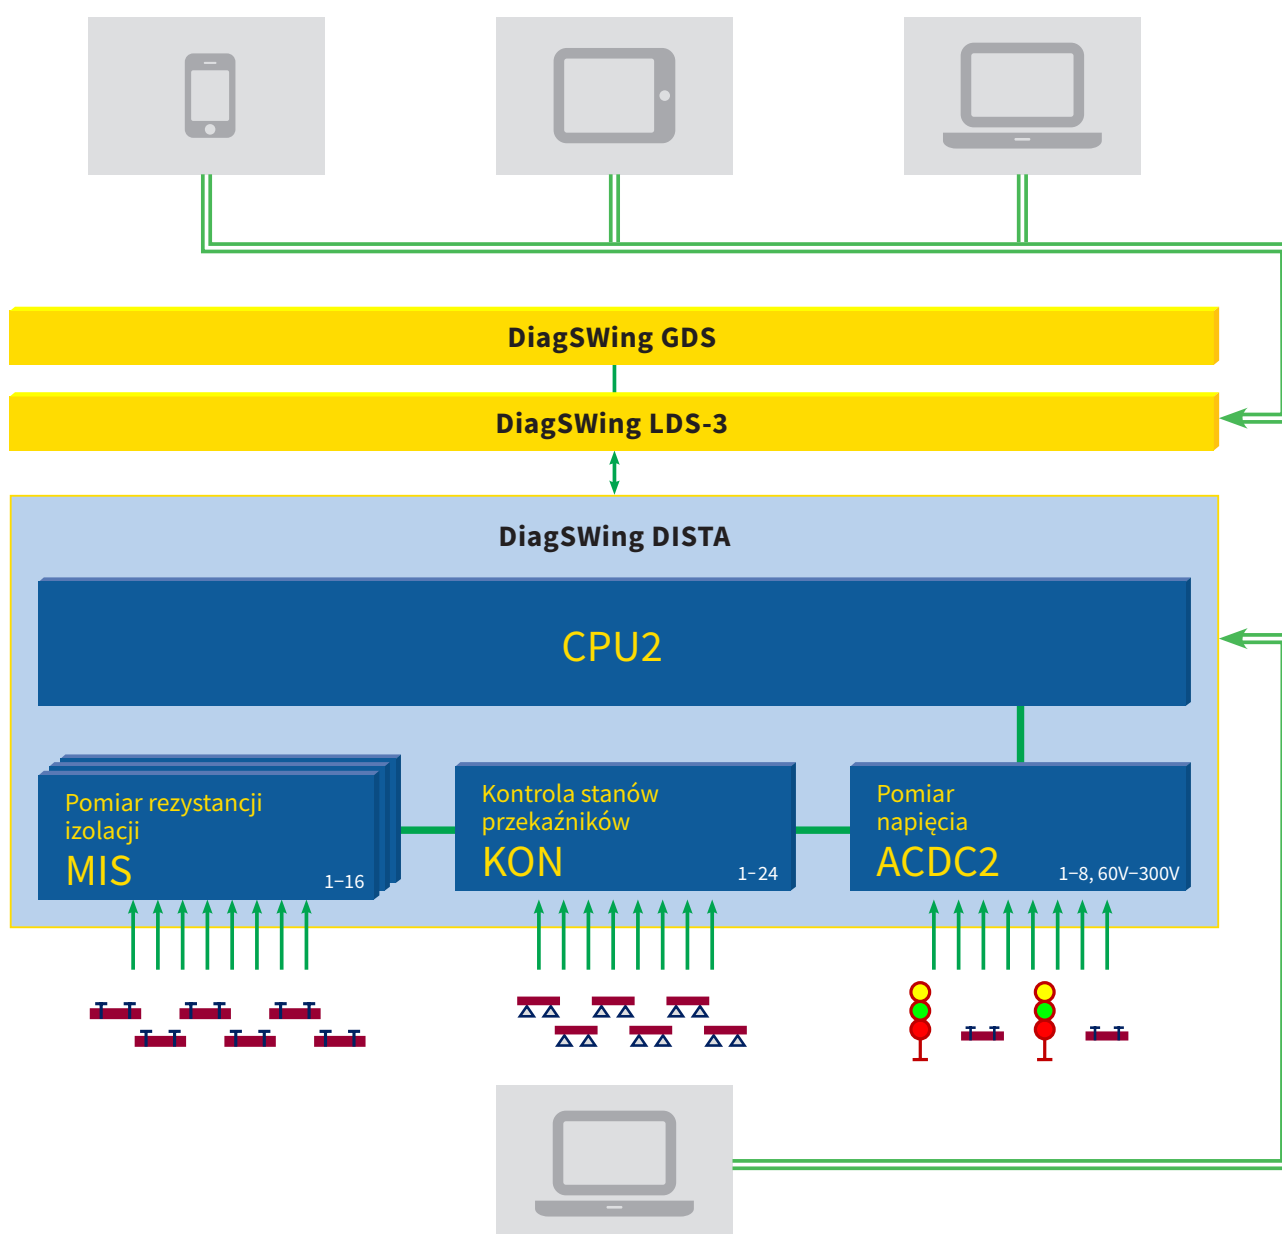 DiagSWing GDS
DiagSWing LDS-3
DiagSWing DISTA
CPU2
Pomiar rezystancji
izolacji
MIS
1–16
Kontrola stanów
przekaźników
KON
1–24
Pomiar
napięcia
ACDC2
1–8, 60V–300V